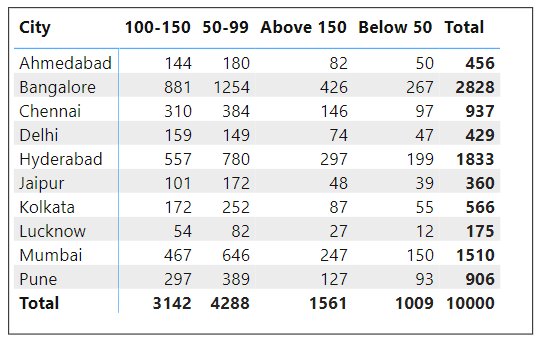 City 100-150 50-99 Above 150 Below 50 Total
Ahmedabad 144 180 82 50 456
Bangalore 881 1254 426 267 2828
Chennai 310 384 146 97 937
Delhi 159 149 74 47 429
Hyderabad 557 780 297 199 1833
Jaipur 101 172 48 39 360
Kolkata 172 252 87 55 566
Lucknow 54 82 27 12 175
Mumbai 467 646 247 150 1510
Pune 297 389 127 93 906
Total 3142 4288 1561 1009 10000